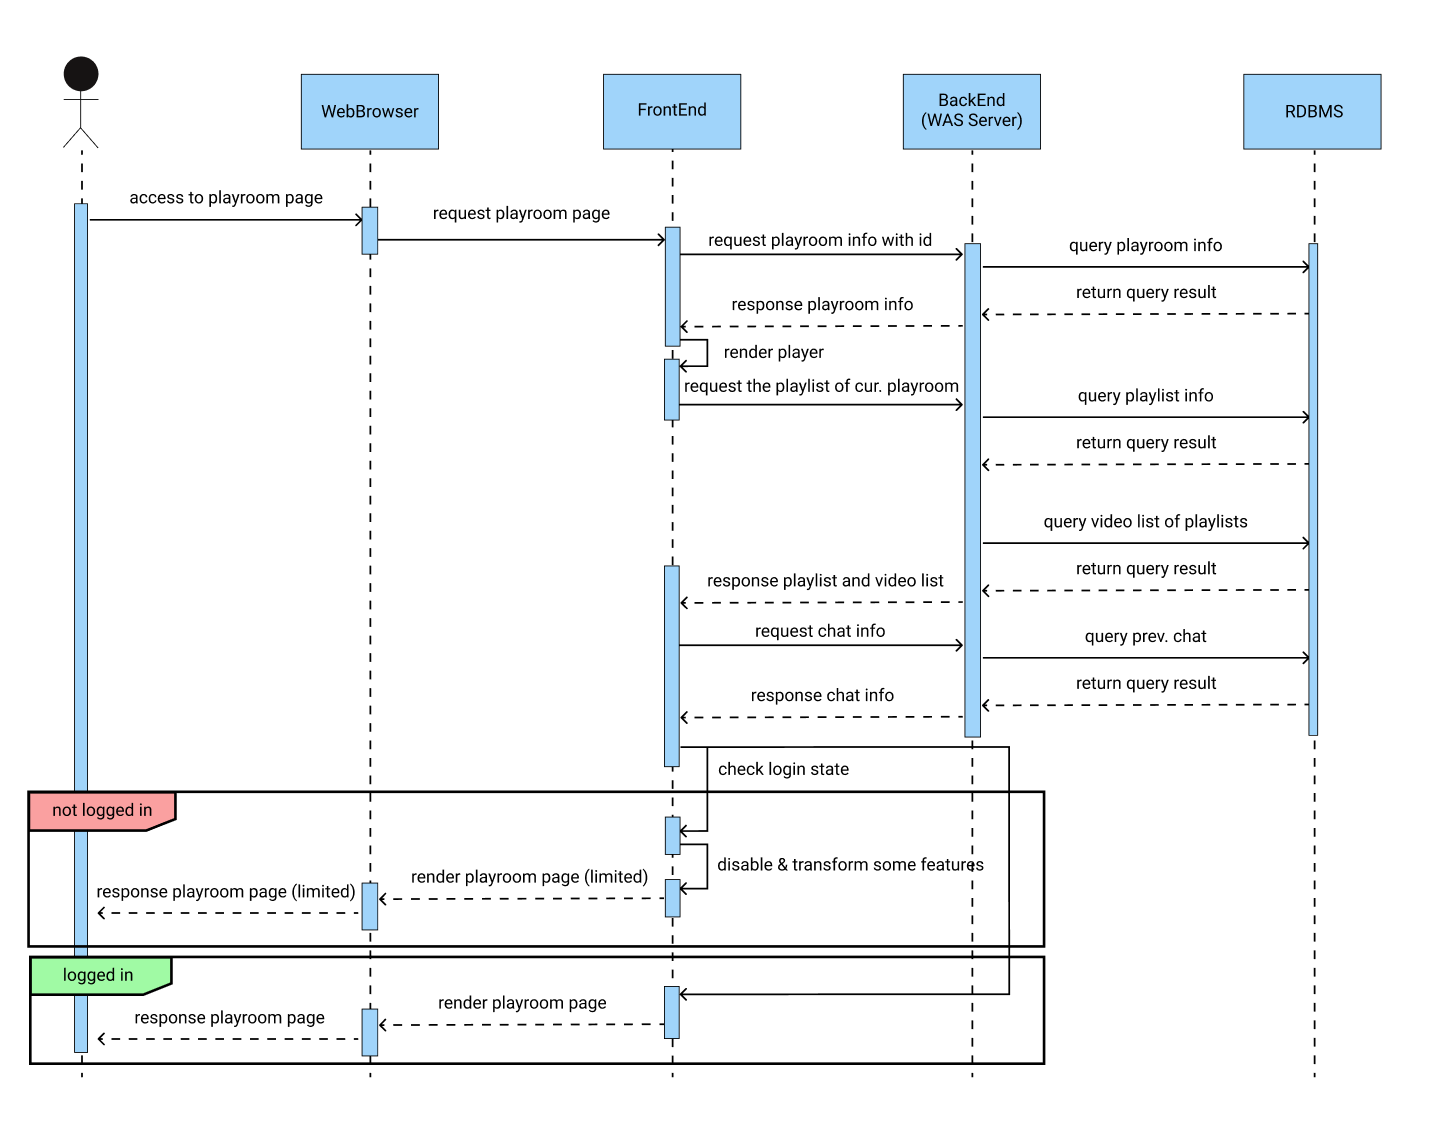 WebBrowser
FrontEnd
BackEnd
(WAS Server)
RDBMS
access to playroom page
request playroom page
request playroom info with id
query playroom info
return query result
response playroom info
render player
request the playlist of cur. playroom
query playlist info
return query result
query video list of playlists
return query result
response playlist and video list
request chat info
query prev. chat
return query result
response chat info
check login state
not logged in
disable & transform some features
render playroom page (limited)
response playroom page (limited)
logged in
render playroom page
response playroom page